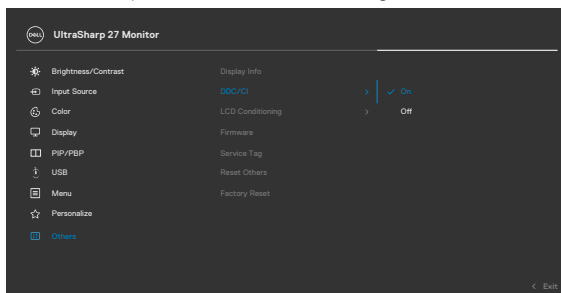 DELL UltraSharp 27 Monitor
Brightness/Contrast Display Info
Input Source DDC/CI > ✓ On
Color LCD Conditioning > Off
Display Firmware
PIP/PBP Service Tag
USB Reset Others
Menu Factory Reset
Personalize
Others
< Exit